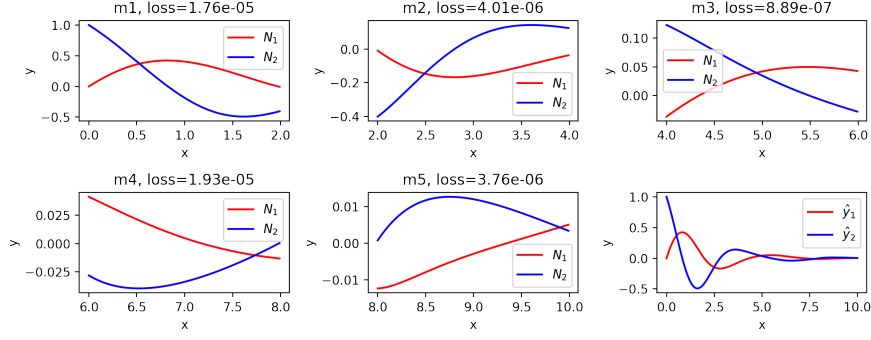 m1, loss=1.76e-05
1.0
0.5
0.0
−0.5
y
N₁
N₂
0.0 0.5 1.0 1.5 2.0
x
m2, loss=4.01e-06
0.0
−0.2
−0.4
y
N₁
N₂
2.0 2.5 3.0 3.5 4.0
x
m3, loss=8.89e-07
0.10
0.05
0.00
y
N₁
N₂
4.0 4.5 5.0 5.5 6.0
x
m4, loss=1.93e-05
0.025
0.000
−0.025
y
N₁
N₂
6.0 6.5 7.0 7.5 8.0
x
m5, loss=3.76e-06
0.01
0.00
−0.01
y
N₁
N₂
8.0 8.5 9.0 9.5 10.0
x
1.0
0.5
0.0
−0.5
y
ŷ₁
ŷ₂
0.0 2.5 5.0 7.5 10.0
x